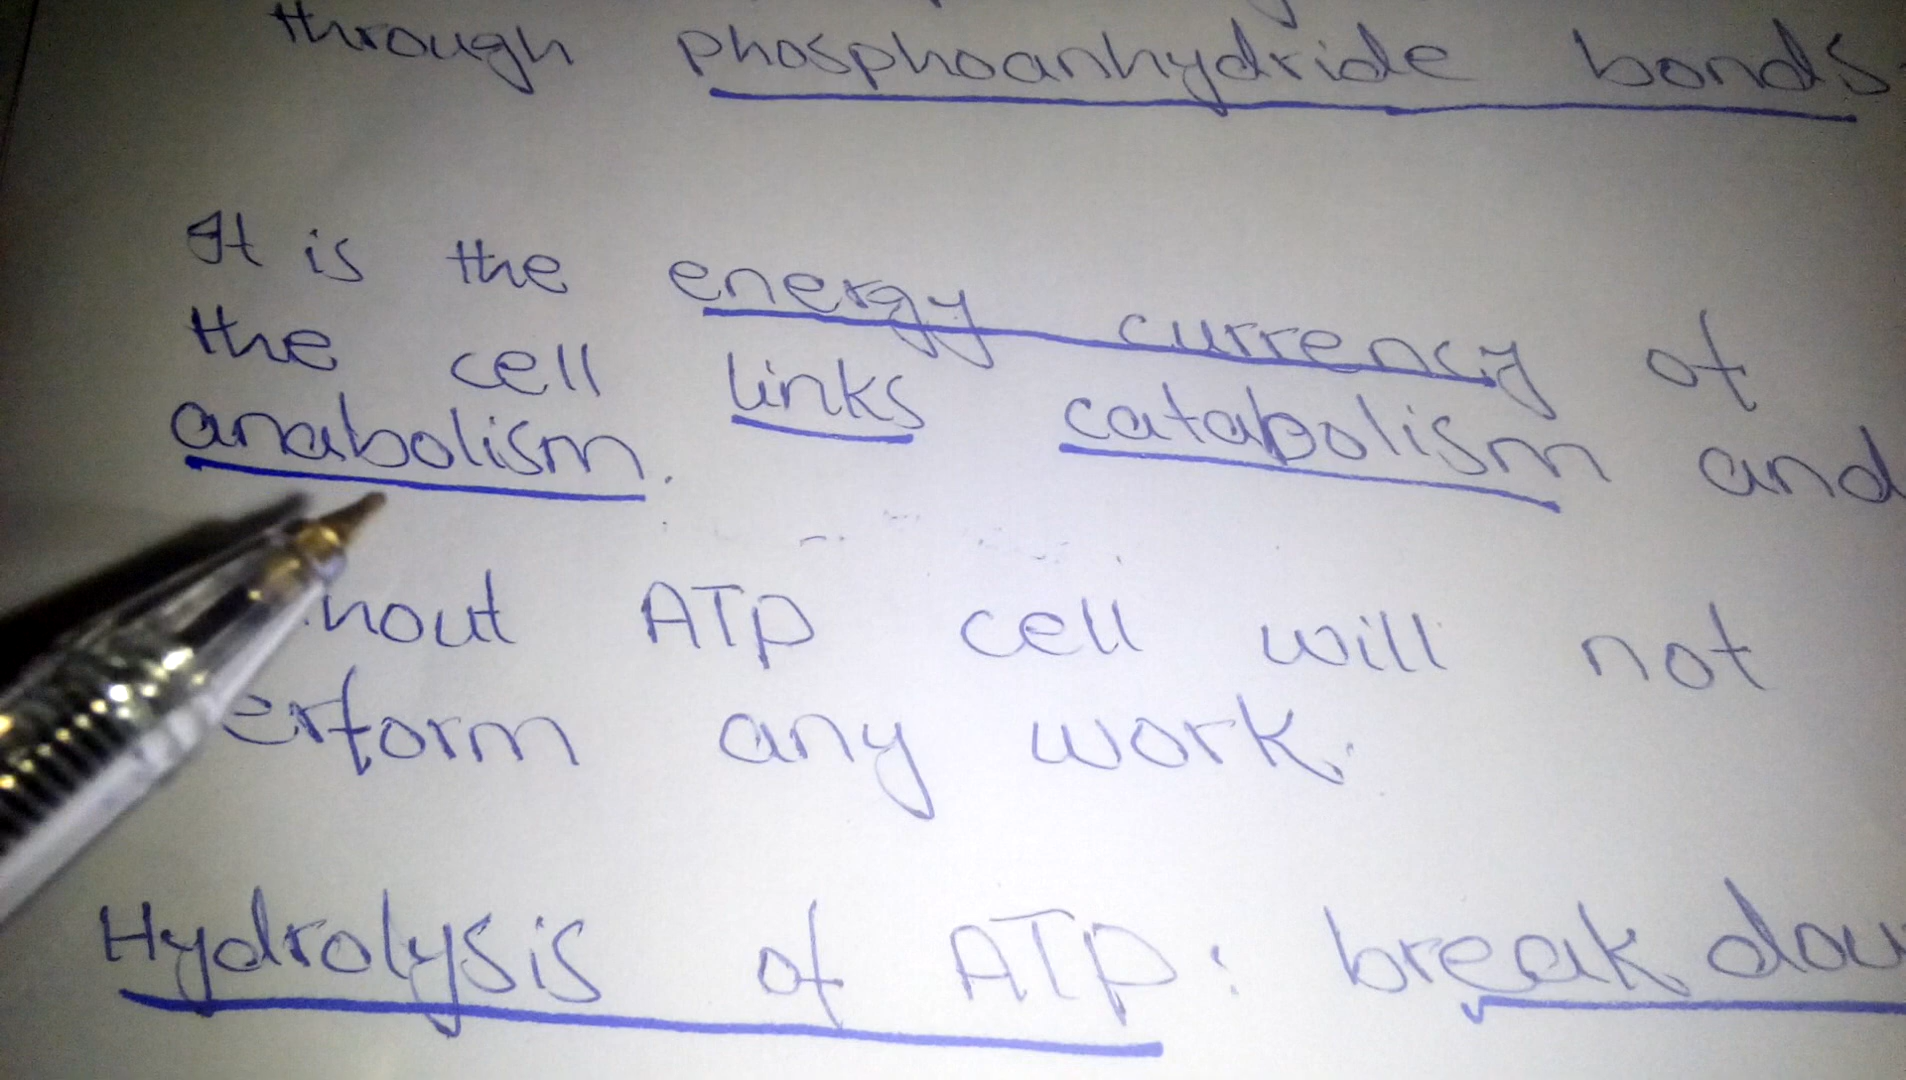 through phosphoanhydride bonds
It is the energy currency of
the cell links catabolism and
anabolism.
hout ATP cell will not
erform any work.
Hydrolysis of ATP: break dow